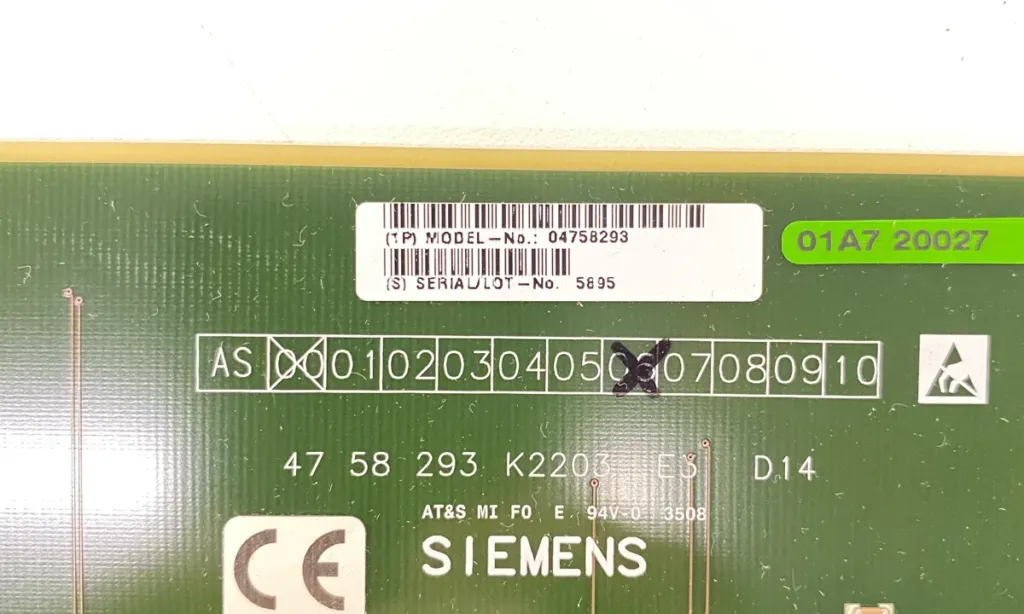 (1P) MODEL-No.: 04758293
(S) SERIAL/LOT-No. 5895
01A7 20027
AS 00 01 02 03 04 05 06 07 08 09 10
47 58 293 K2203 E3 D14
AT&S MI FO E 94V-0 3508
CE
SIEMENS